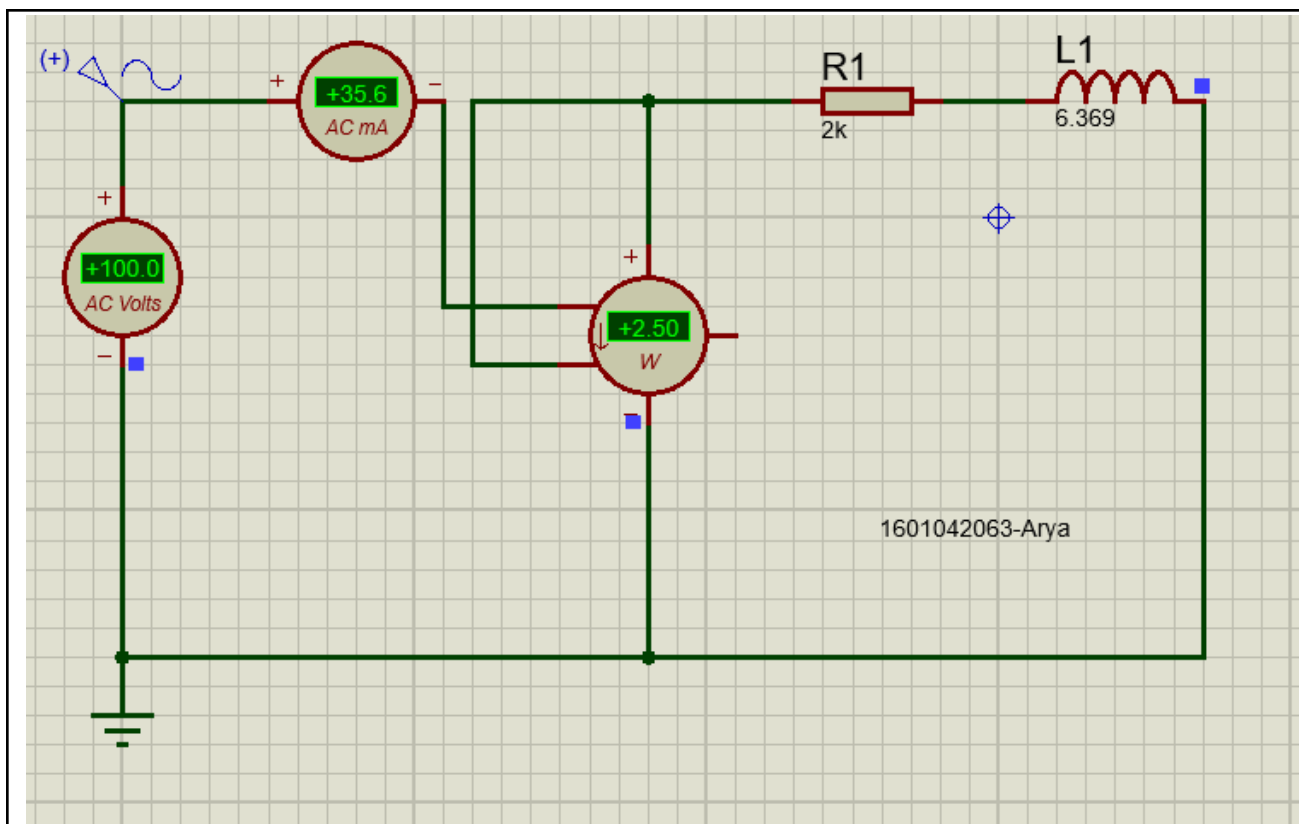 (+)
+
+35.6
AC mA
−
R1
2k
L1
6.369
+
+100.0
AC Volts
−
+
+2.50
W
−
1601042063-Arya